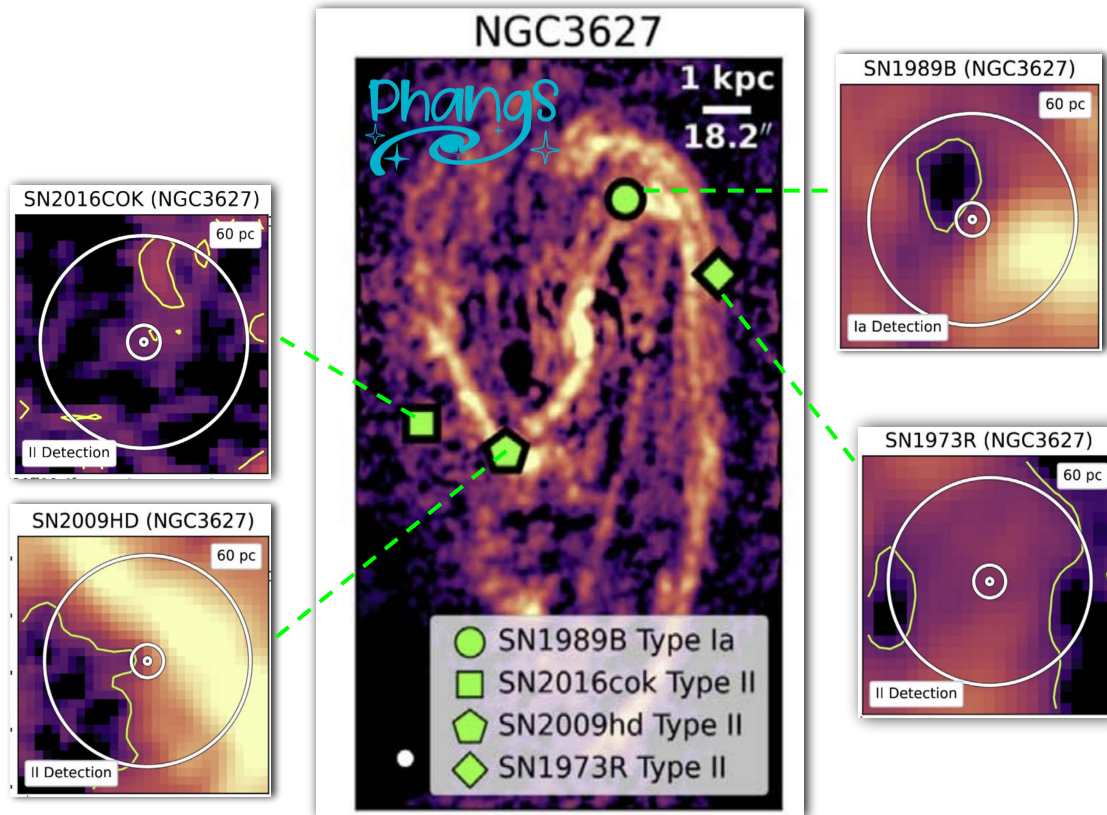 NGC3627
PhangS
1 kpc
18.2″
SN1989B Type Ia
SN2016cok Type II
SN2009hd Type II
SN1973R Type II
SN2016COK (NGC3627)
60 pc
II Detection
SN2009HD (NGC3627)
60 pc
II Detection
SN1989B (NGC3627)
60 pc
Ia Detection
SN1973R (NGC3627)
60 pc
II Detection